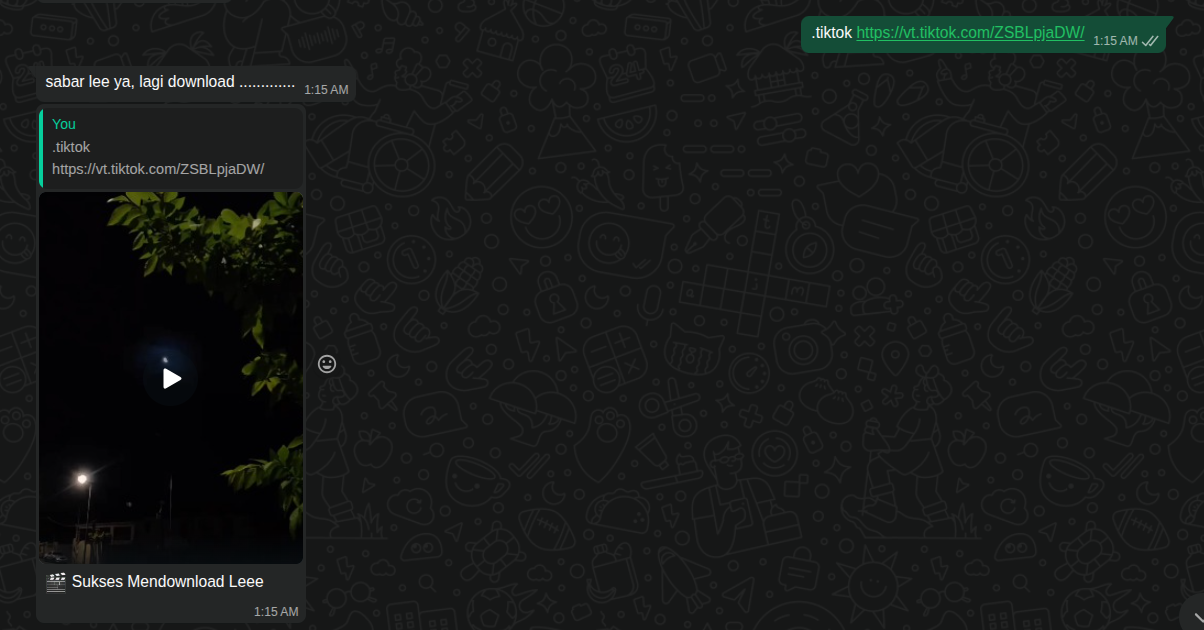 .tiktok https://vt.tiktok.com/ZSBLpjaDW/ 1:15 AM
sabar lee ya, lagi download ............. 1:15 AM
You
.tiktok
https://vt.tiktok.com/ZSBLpjaDW/
Sukses Mendownload Leee
1:15 AM